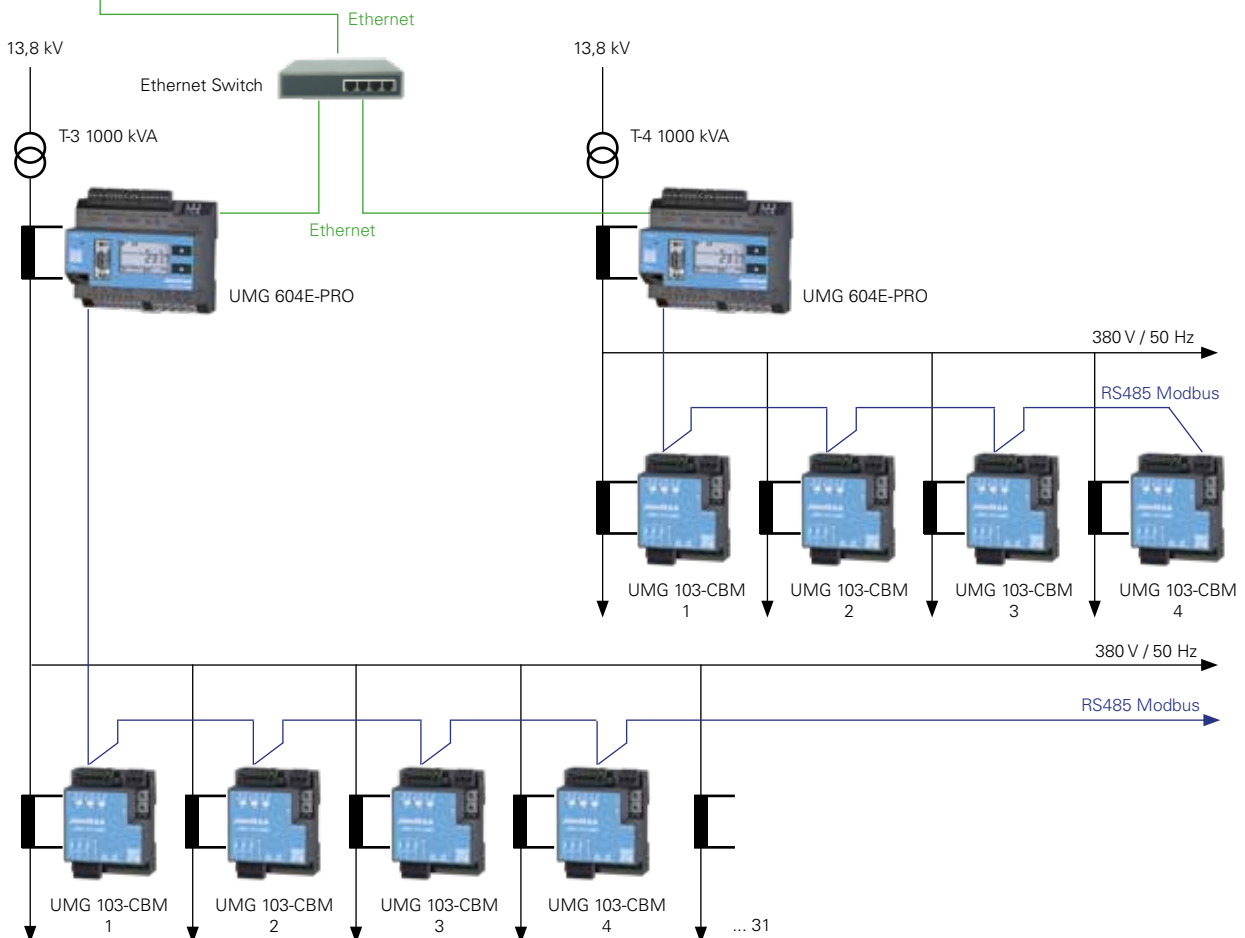 Ethernet
13,8 kV
13,8 kV
Ethernet Switch
T-3 1000 kVA
T-4 1000 kVA
Ethernet
UMG 604E-PRO
UMG 604E-PRO
380 V / 50 Hz
RS485 Modbus
UMG 103-CBM
1
UMG 103-CBM
2
UMG 103-CBM
3
UMG 103-CBM
4
380 V / 50 Hz
RS485 Modbus
UMG 103-CBM
1
UMG 103-CBM
2
UMG 103-CBM
3
UMG 103-CBM
4
... 31